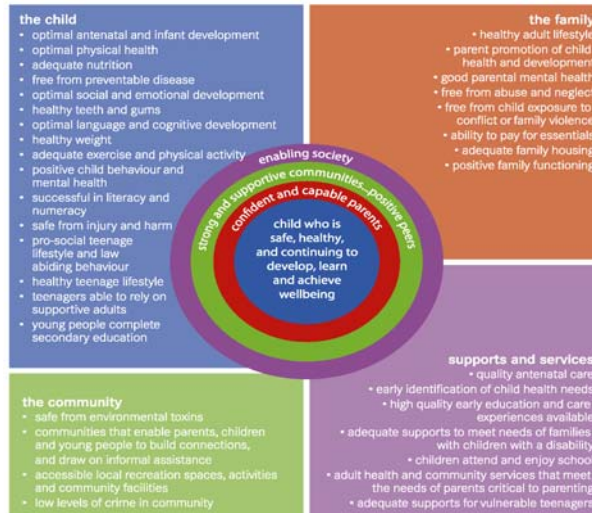 the child
• optimal antenatal and infant development
• optimal physical health
• adequate nutrition
• free from preventable disease
• optimal social and emotional development
• healthy teeth and gums
• optimal language and cognitive development
• healthy weight
• adequate exercise and physical activity
• positive child behaviour and
mental health
• successful in literacy and
numeracy
• safe from injury and harm
• pro-social teenage
lifestyle and law
abiding behaviour
• healthy teenage lifestyle
• teenagers able to rely on
supportive adults
• young people complete
secondary education
the family
• healthy adult lifestyle
• parent promotion of child
health and development
• good parental mental health
• free from abuse and neglect
• free from child exposure to
conflict or family violence
• ability to pay for essentials
• adequate family housing
• positive family functioning
enabling society
strong and supportive communities–positive peers
confident and capable parents
child who is
safe, healthy,
and continuing to
develop, learn
and achieve
wellbeing
the community
• safe from environmental toxins
• communities that enable parents, children
and young people to build connections,
and draw on informal assistance
• accessible local recreation spaces, activities
and community facilities
• low levels of crime in community
supports and services
• quality antenatal care
• early identification of child health needs
• high quality early education and care
experiences available
• adequate supports to meet needs of families
with children with a disability
• children attend and enjoy school
• adult health and community services that meet
the needs of parents critical to parenting
• adequate supports for vulnerable teenagers